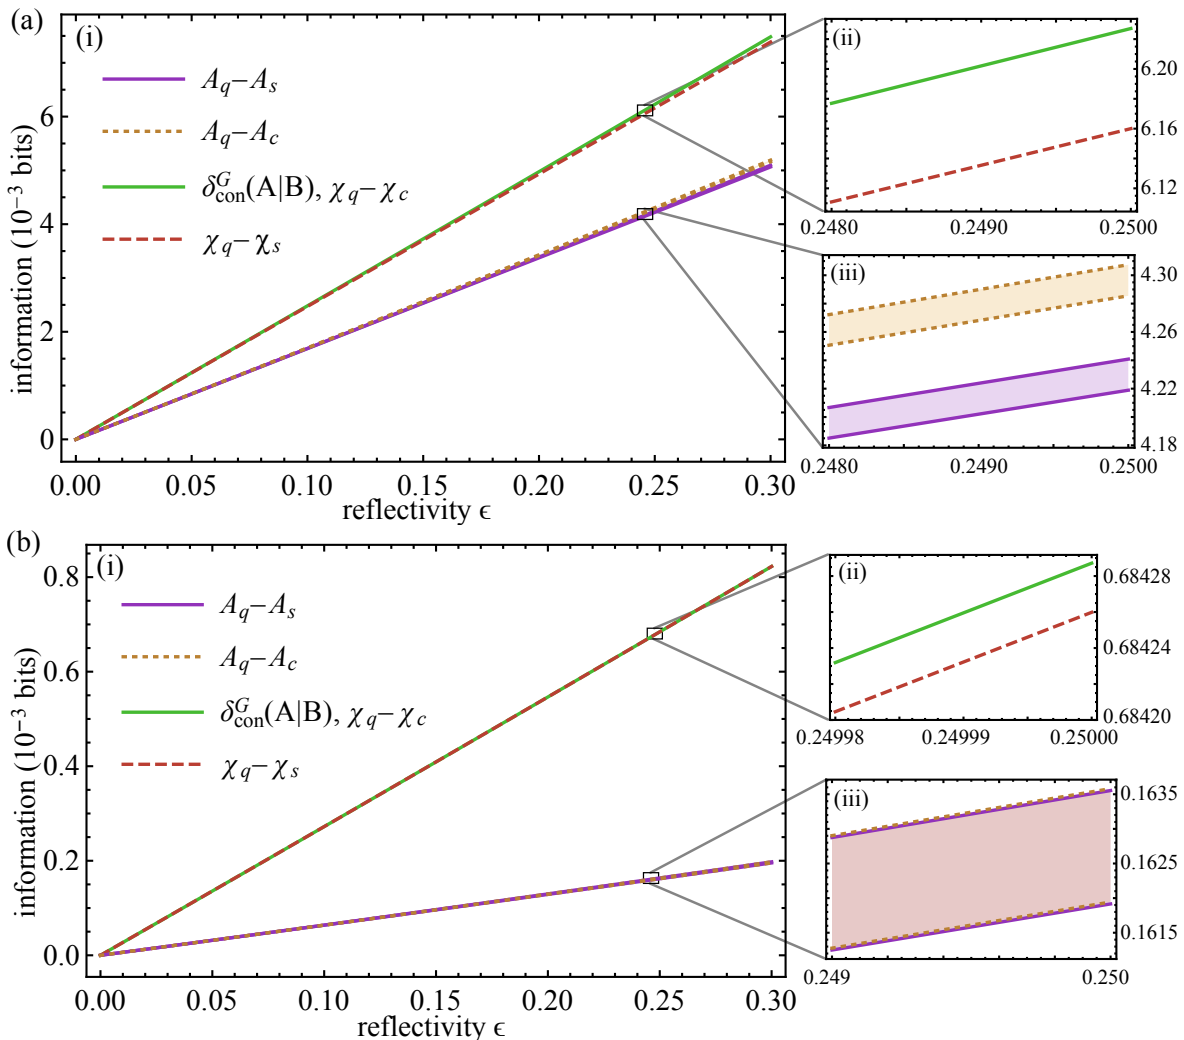 (a)
(i)
A_q−A_s
A_q−A_c
δ^G_con(A|B), χ_q−χ_c
χ_q−χ_s
information (10⁻³ bits)
6
4
2
0
0.00 0.05 0.10 0.15 0.20 0.25 0.30
reflectivity ϵ
(ii)
6.20
6.16
6.12
0.2480 0.2490 0.2500
(iii)
4.30
4.26
4.22
4.18
0.2480 0.2490 0.2500
(b)
(i)
A_q−A_s
A_q−A_c
δ^G_con(A|B), χ_q−χ_c
χ_q−χ_s
information (10⁻³ bits)
0.8
0.6
0.4
0.2
0.0
0.00 0.05 0.10 0.15 0.20 0.25 0.30
reflectivity ϵ
(ii)
0.68428
0.68424
0.68420
0.24998 0.24999 0.25000
(iii)
0.1635
0.1625
0.1615
0.249 0.250